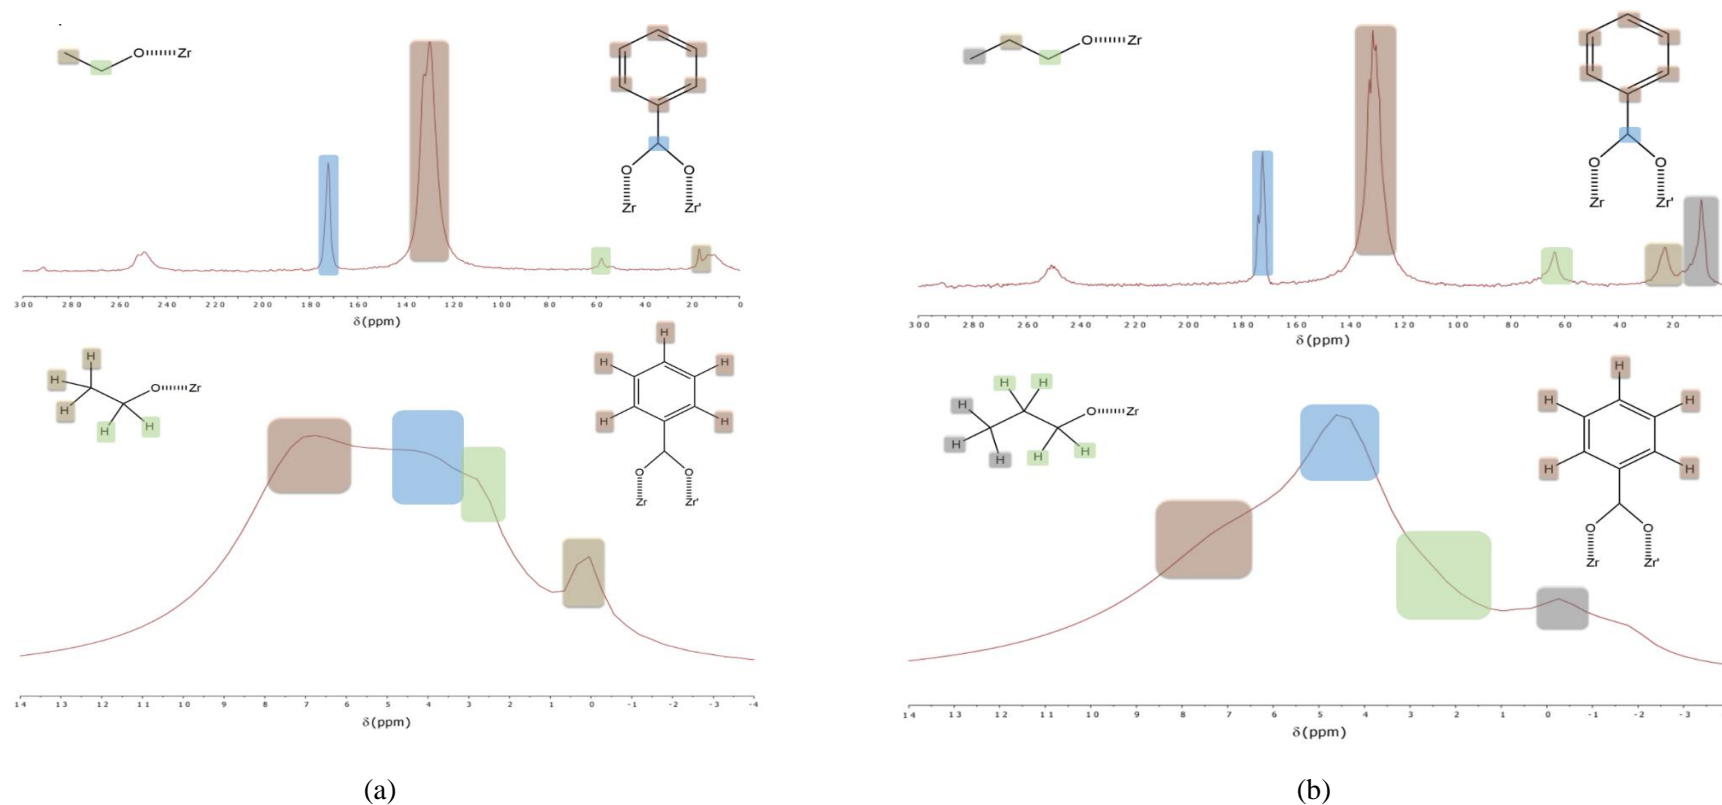 O Zr
O O
Zr Zr'
300 280 260 240 220 200 180 160 140 120 100 80 60 40 20 0
δ(ppm)
H
H
H
H H
O Zr
H
H H
H H
O O
Zr Zr'
14 13 12 11 10 9 8 7 6 5 4 3 2 1 0 -1 -2 -3 -4
δ(ppm)
(a)
O Zr
O O
Zr Zr'
300 280 260 240 220 200 180 160 140 120 100 80 60 40 20
δ(ppm)
H H
H
H
H
H H
O Zr
H
H H
H H
O O
Zr Zr'
14 13 12 11 10 9 8 7 6 5 4 3 2 1 0 -1 -2 -3
δ(ppm)
(b)